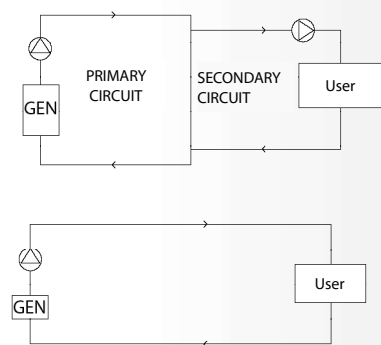 PRIMARY
CIRCUIT
SECONDARY
CIRCUIT
User
GEN
User
GEN